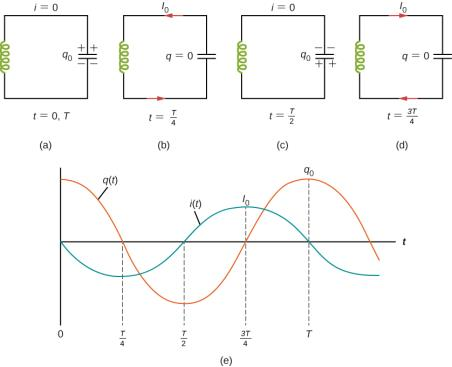 i = 0
q₀
+ +
− −
t = 0, T
(a)
I₀
q = 0
t = T/4
(b)
i = 0
q₀
− −
+ +
t = T/2
(c)
I₀
q = 0
t = 3T/4
(d)
q(t)
i(t)
I₀
q₀
t
0
T/4
T/2
3T/4
T
(e)